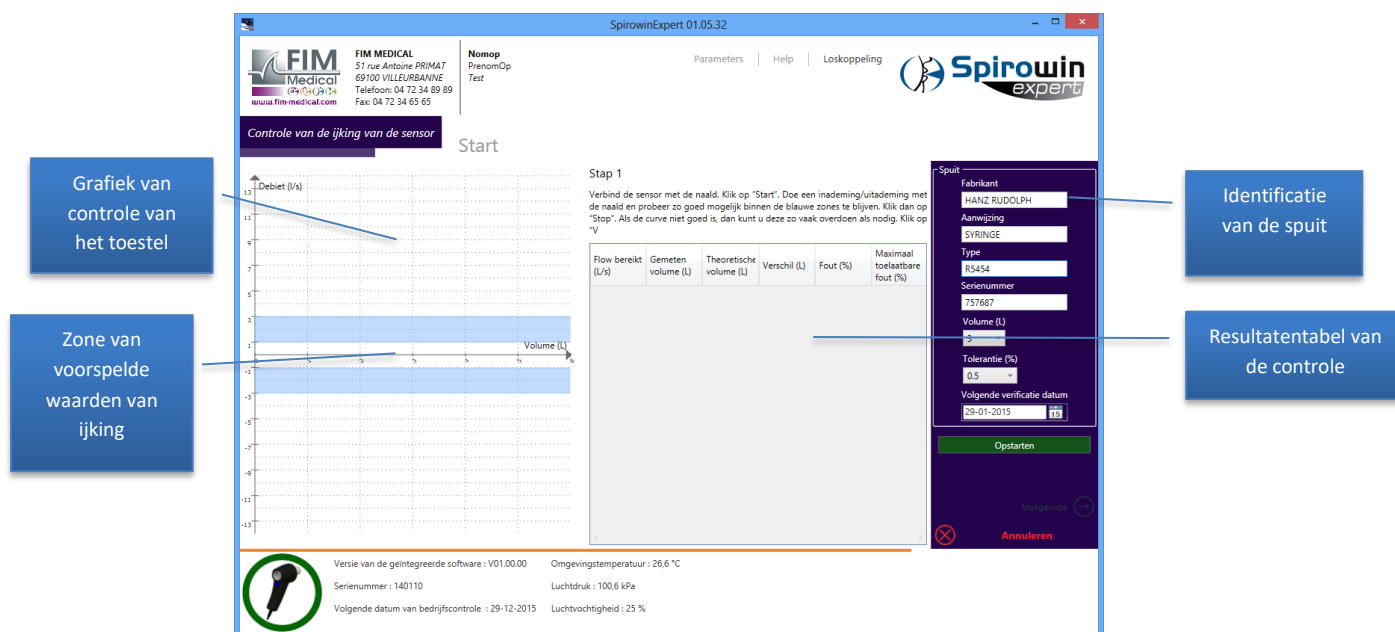 SpirowinExpert 01.05.32
FIM
Medical
www.fim-medical.com
FIM MEDICAL
51 rue Antoine PRIMAT
69100 VILLEURBANNE
Telefoon: 04 72 34 89 89
Fax: 04 72 34 65 65
Nomop
PrenomOp
Test
Parameters
Help
Loskoppeling
Spirowin
expert
Controle van de ijking van de sensor
Start
Grafiek van
controle van
het toestel
Zone van
voorspelde
waarden van
ijking
Debiet (l/s)
13
11
9
7
5
3
1
-1
-3
-5
-7
-9
-11
-13
Volume (L)
Stap 1
Verbind de sensor met de naald. Klik op "Start". Doe een inademing/uitademing met
de naald en probeer zo goed mogelijk binnen de blauwe zones te blijven. Klik dan op
"Stop". Als de curve niet goed is, dan kunt u deze zo vaak overdoen als nodig. Klik op
"V
Flow bereikt
(L/s)
Gemeten
volume (L)
Theoretische
volume (L)
Verschil (L)
Fout (%)
Maximaal
toelaatbare
fout (%)
Spuit
Fabrikant
HANZ RUDOLPH
Aanwijzing
SYRINGE
Type
R5454
Serienummer
757687
Volume (L)
3
Tolerantie (%)
0.5
Volgende verificatie datum
29-01-2015
15
Opstarten
Volgende
Annuleren
Identificatie
van de spuit
Resultatentabel van
de controle
Versie van de geïntegreerde software : V01.00.00
Omgevingstemperatuur : 26,6 °C
Serienummer : 140110
Luchtdruk : 100,6 kPa
Volgende datum van bedrijfscontrole : 29-12-2015
Luchtvochtigheid : 25 %